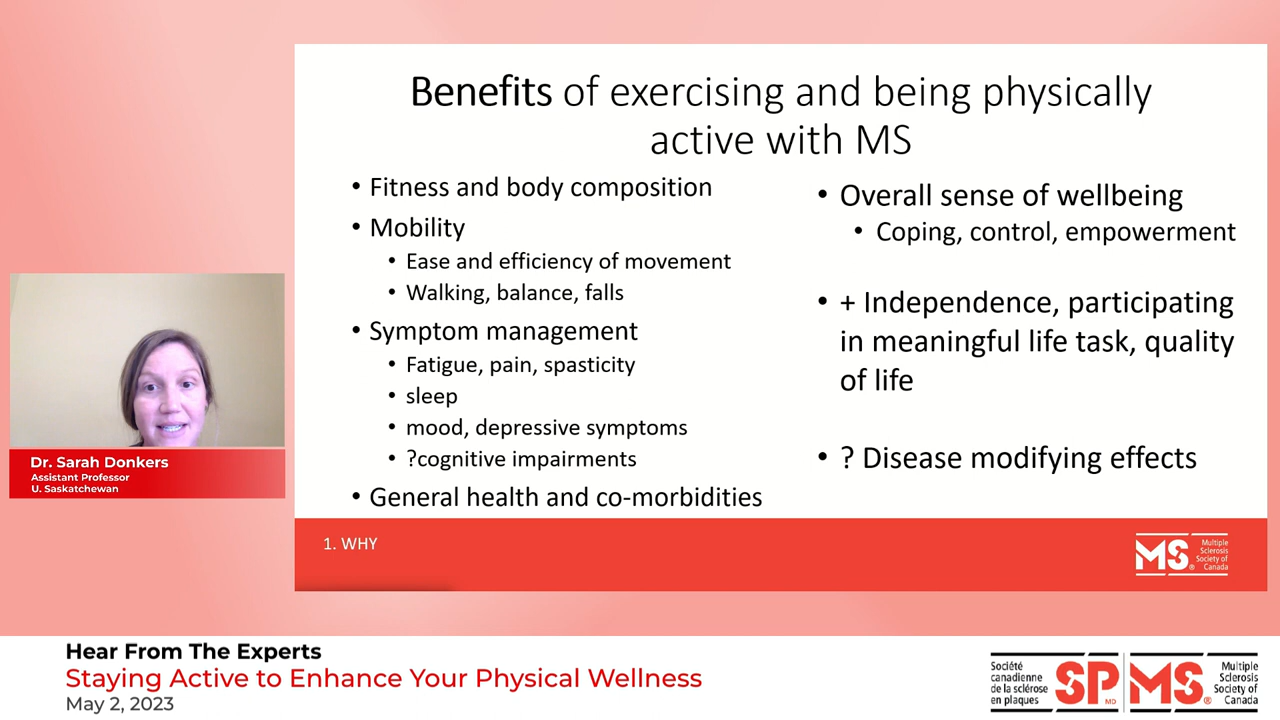 Benefits of exercising and being physically
active with MS
• Fitness and body composition
• Mobility
• Ease and efficiency of movement
• Walking, balance, falls
• Symptom management
• Fatigue, pain, spasticity
• sleep
• mood, depressive symptoms
• ?cognitive impairments
• General health and co-morbidities
• Overall sense of wellbeing
• Coping, control, empowerment
• + Independence, participating
in meaningful life task, quality
of life
• ? Disease modifying effects
Dr. Sarah Donkers
Assistant Professor
U. Saskatchewan
1. WHY
MS®
Multiple
Sclerosis
Society of
Canada
Hear From The Experts
Staying Active to Enhance Your Physical Wellness
May 2, 2023
Société
canadienne
de la sclérose
en plaques
SP MD
MS®
Multiple
Sclerosis
Society of
Canada